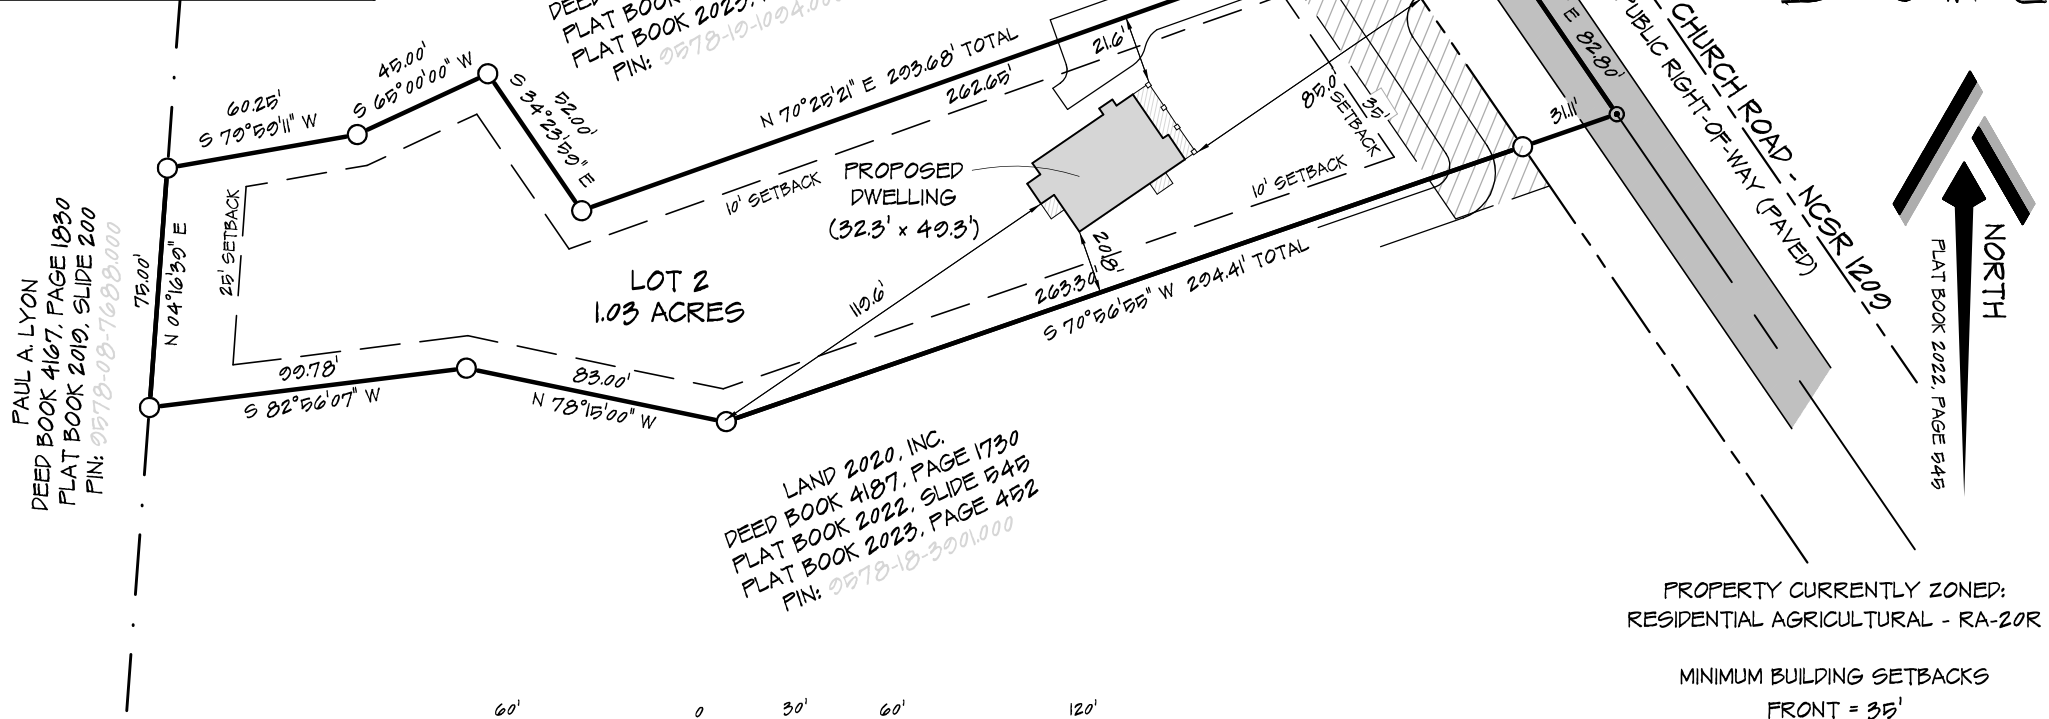 PLAT BOOK 2023,
PIN: 9578-19-1094.000
45.00'
S 65°00'00" W
60.25'
S 79°59'11" W
S 34°23'59" E
52.00'
N 70°25'21" E 293.68' TOTAL
262.65'
21.6'
85.0'
35'
SETBACK
31.11'
E 82.80'
CHURCH ROAD - NCSR 1209
PUBLIC RIGHT-OF-WAY (PAVED)
10' SETBACK
PROPOSED
DWELLING
(32.3' x 49.3')
10' SETBACK
25' SETBACK
75.00'
N 04°16'39" E
PAUL A. LYON
DEED BOOK 4167, PAGE 1830
PLAT BOOK 2019, SLIDE 200
PIN: 9578-08-7688.000
LOT 2
1.03 ACRES
119.6'
20.8'
263.30'
S 70°56'55" W 294.41' TOTAL
99.78'
S 82°56'07" W
83.00'
N 78°15'00" W
LAND 2020, INC.
DEED BOOK 4187, PAGE 1730
PLAT BOOK 2022, SLIDE 545
PLAT BOOK 2023, PAGE 452
PIN: 9578-18-3901.000
NORTH
PLAT BOOK 2022, PAGE 545
PROPERTY CURRENTLY ZONED:
RESIDENTIAL AGRICULTURAL - RA-20R
MINIMUM BUILDING SETBACKS
FRONT = 35'
60' 0 30' 60' 120'